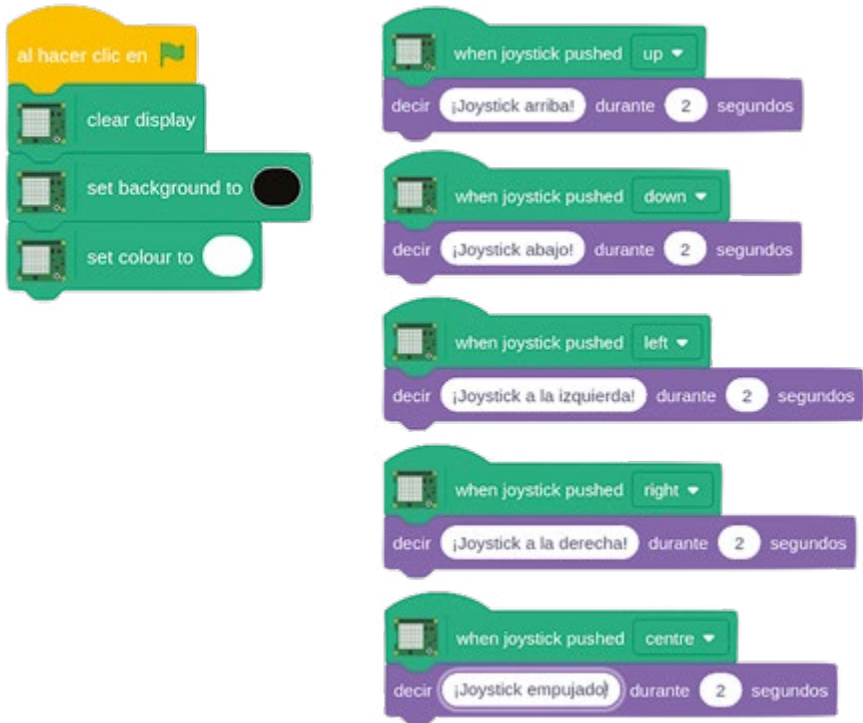 al hacer clic en
clear display
set background to
set colour to
when joystick pushed up
decir ¡Joystick arriba! durante 2 segundos
when joystick pushed down
decir ¡Joystick abajo! durante 2 segundos
when joystick pushed left
decir ¡Joystick a la izquierda! durante 2 segundos
when joystick pushed right
decir ¡Joystick a la derecha! durante 2 segundos
when joystick pushed centre
decir ¡Joystick empujado! durante 2 segundos